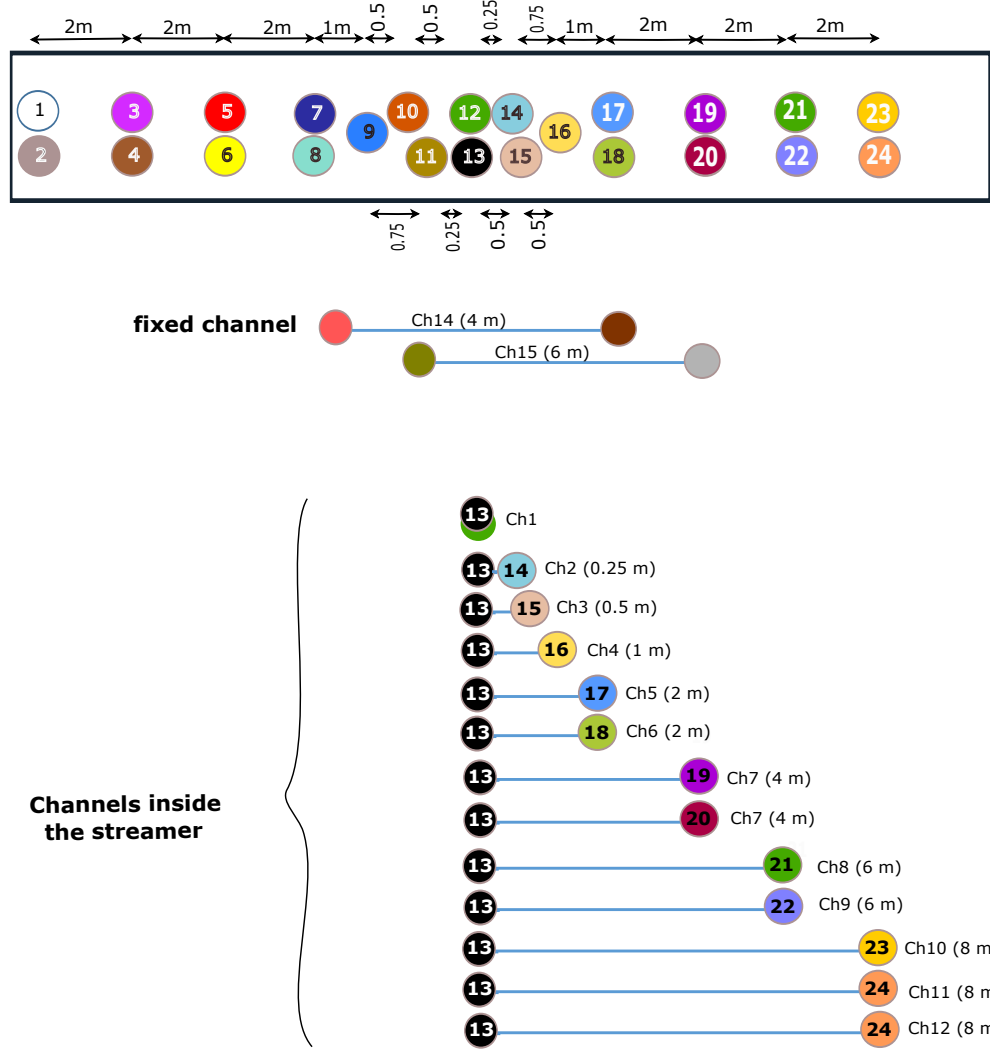 2m 2m 2m 1m 0.5 0.5 0.25 0.75 1m 2m 2m 2m
1 3 5 7 9 10 12 14 16 17 19 21 23
2 4 6 8 11 13 15 18 20 22 24
0.75 0.25 0.5 0.5
fixed channel
Ch14 (4 m)
Ch15 (6 m)
13 Ch1
13 14 Ch2 (0.25 m)
13 15 Ch3 (0.5 m)
13 16 Ch4 (1 m)
13 17 Ch5 (2 m)
13 18 Ch6 (2 m)
13 19 Ch7 (4 m)
Channels inside
the streamer
13 20 Ch7 (4 m)
13 21 Ch8 (6 m)
13 22 Ch9 (6 m)
13 23 Ch10 (8 m
13 24 Ch11 (8 m
13 24 Ch12 (8 m